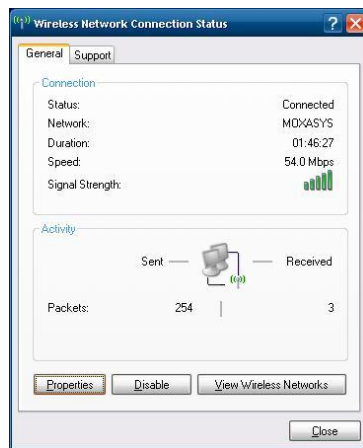 Wireless Network Connection Status
General Support
Connection
Status: Connected
Network: MOXASYS
Duration: 01:46:27
Speed: 54.0 Mbps
Signal Strength:
Activity
Sent Received
Packets: 254 3
Properties Disable View Wireless Networks
Close